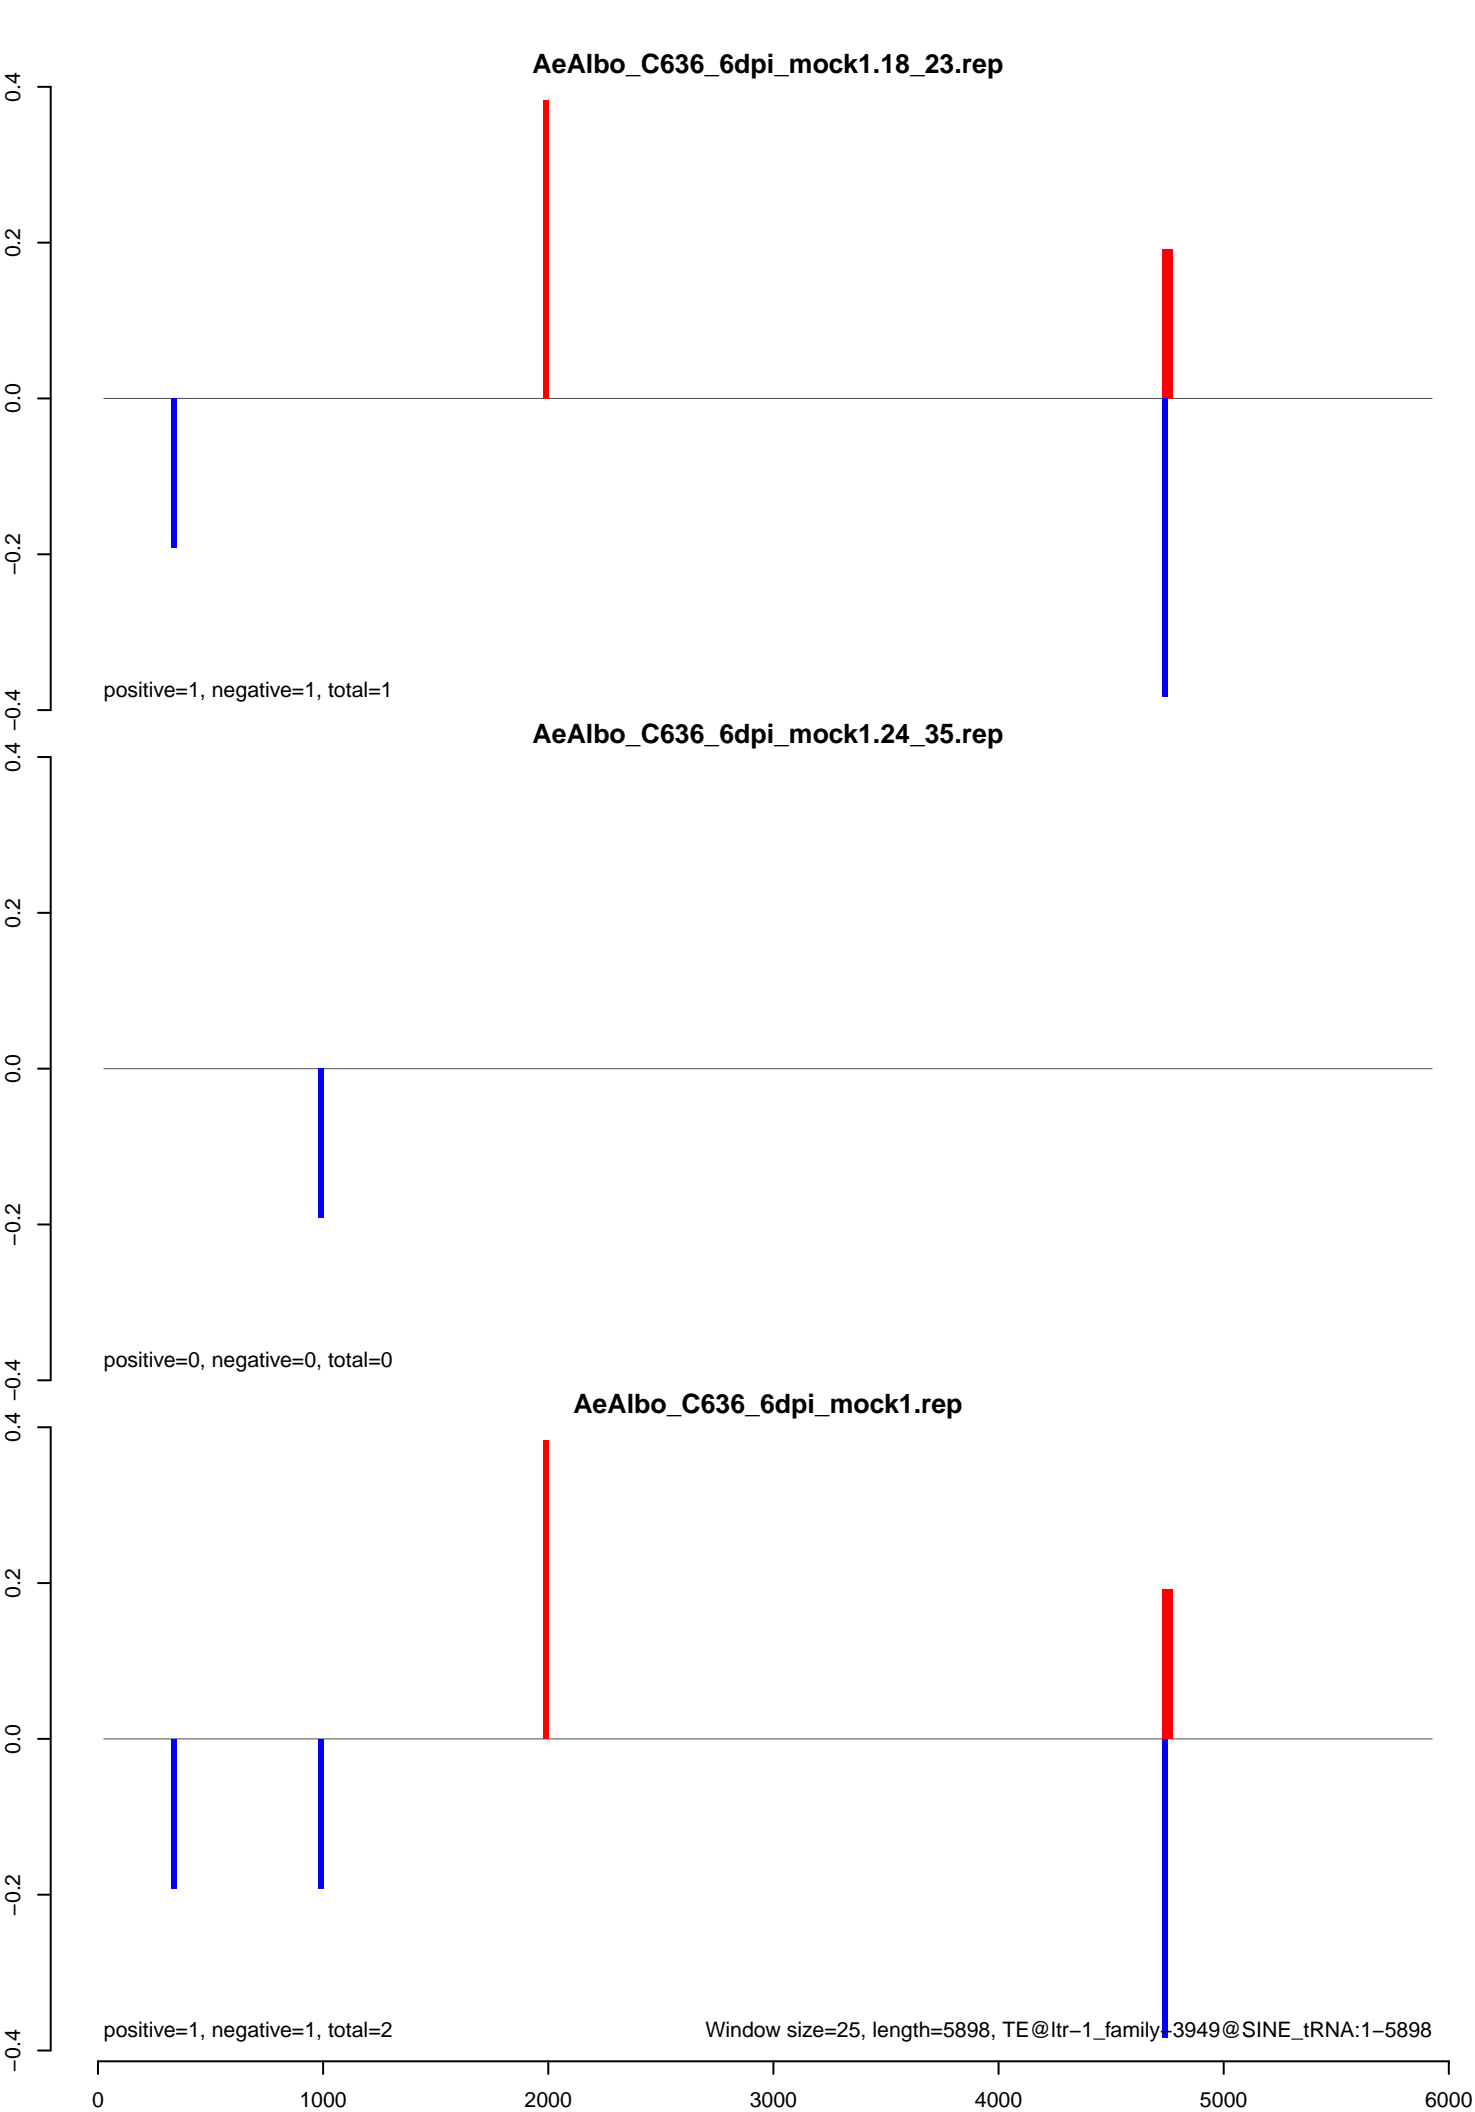 AeAlbo_C636_6dpi_mock1.18_23.rep
0.4
0.2
0.0
−0.2
−0.4
positive=1, negative=1, total=1
AeAlbo_C636_6dpi_mock1.24_35.rep
0.4
0.2
0.0
−0.2
−0.4
positive=0, negative=0, total=0
AeAlbo_C636_6dpi_mock1.rep
0.4
0.2
0.0
−0.2
−0.4
positive=1, negative=1, total=2
Window size=25, length=5898, TE@ltr−1_family−3949@SINE_tRNA:1−5898
0 1000 2000 3000 4000 5000 6000